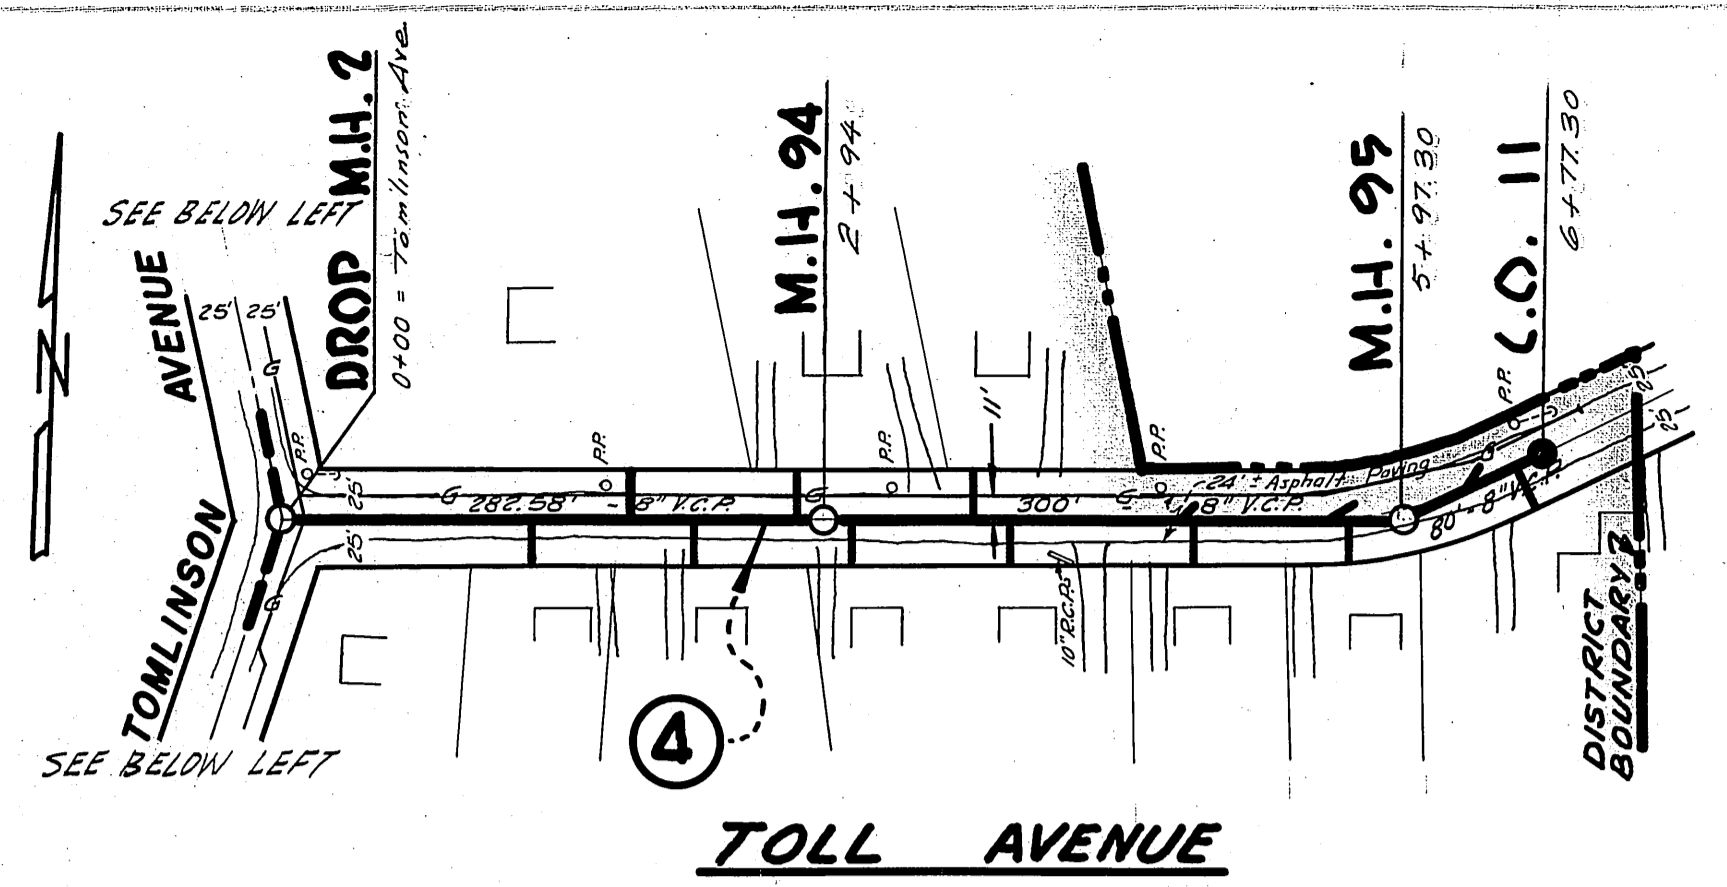 DROP M.H. 2
0+00 = Tomlinson Ave.
M.H. 94
2+94
M.H. 95
5+97.30
C.O. 11
6+77.30
SEE BELOW LEFT
N
AVENUE
25' 25'
G
P.P.
P.P.
P.P.
11'
P.P.
P.P.
25'
25'
25'
G
282.58' - 8" V.C.P.
G
300' - 8" V.C.P.
G
24' ± Asphalt Paving
G
80' - 8" V.C.P.
25'
TOMLINSON
G
10" R.C.P.
4
DISTRICT
BOUNDARY
SEE BELOW LEFT
TOLL AVENUE